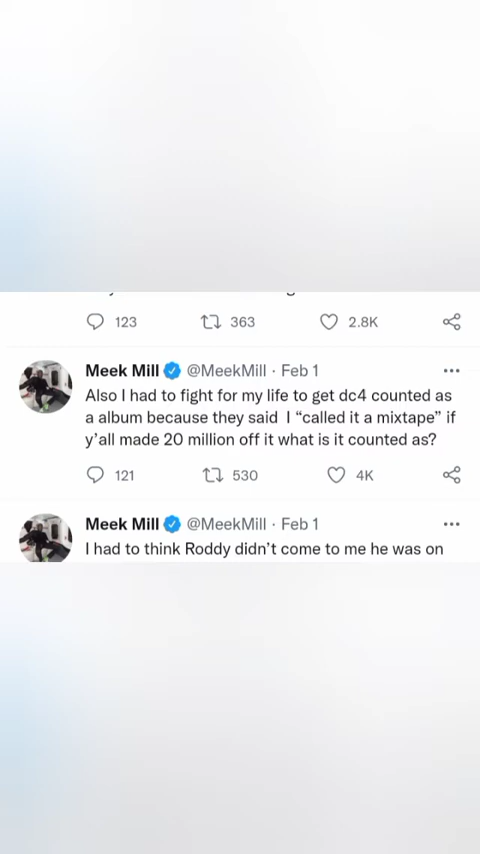 123 363 2.8K
Meek Mill @MeekMill · Feb 1
Also I had to fight for my life to get dc4 counted as
a album because they said I “called it a mixtape” if
y’all made 20 million off it what is it counted as?
121 530 4K
Meek Mill @MeekMill · Feb 1
I had to think Roddy didn’t come to me he was on